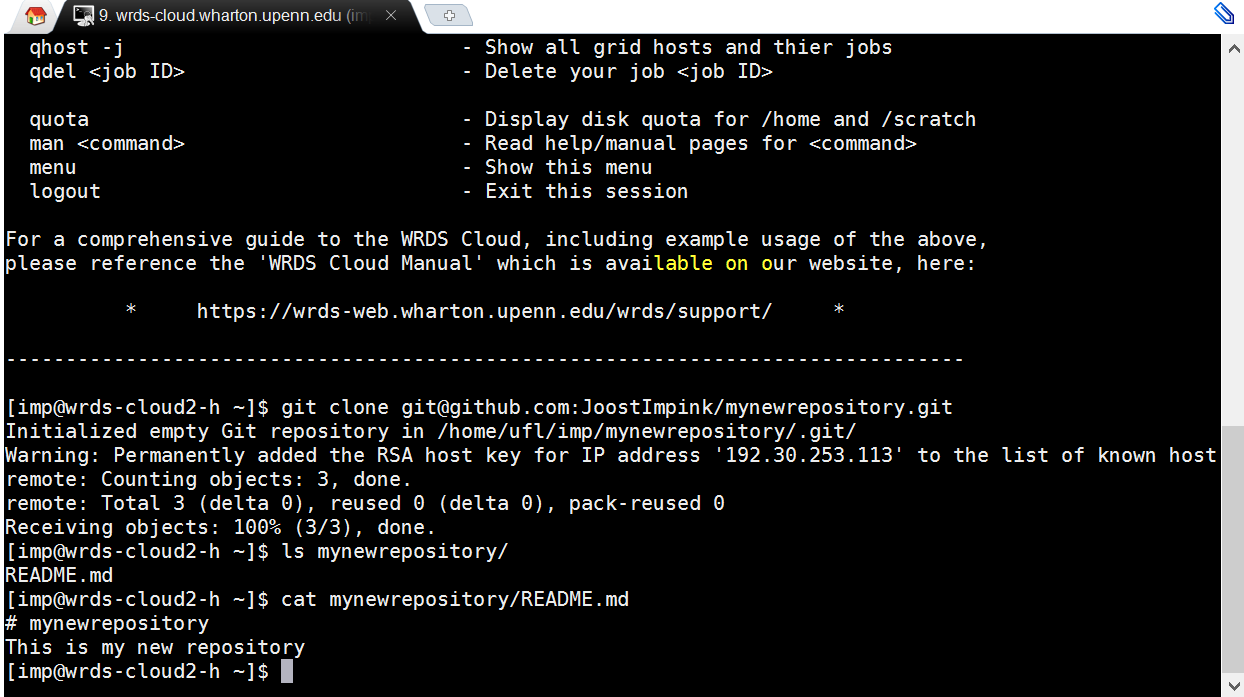 9. wrds-cloud.wharton.upenn.edu (im
qhost -j - Show all grid hosts and thier jobs
qdel <job ID> - Delete your job <job ID>
quota - Display disk quota for /home and /scratch
man <command> - Read help/manual pages for <command>
menu - Show this menu
logout - Exit this session
For a comprehensive guide to the WRDS Cloud, including example usage of the above,
please reference the 'WRDS Cloud Manual' which is available on our website, here:
* https://wrds-web.wharton.upenn.edu/wrds/support/ *
--------------------------------------------------------------------------------
[imp@wrds-cloud2-h ~]$ git clone git@github.com:JoostImpink/mynewrepository.git
Initialized empty Git repository in /home/ufl/imp/mynewrepository/.git/
Warning: Permanently added the RSA host key for IP address '192.30.253.113' to the list of known host
remote: Counting objects: 3, done.
remote: Total 3 (delta 0), reused 0 (delta 0), pack-reused 0
Receiving objects: 100% (3/3), done.
[imp@wrds-cloud2-h ~]$ ls mynewrepository/
README.md
[imp@wrds-cloud2-h ~]$ cat mynewrepository/README.md
# mynewrepository
This is my new repository
[imp@wrds-cloud2-h ~]$